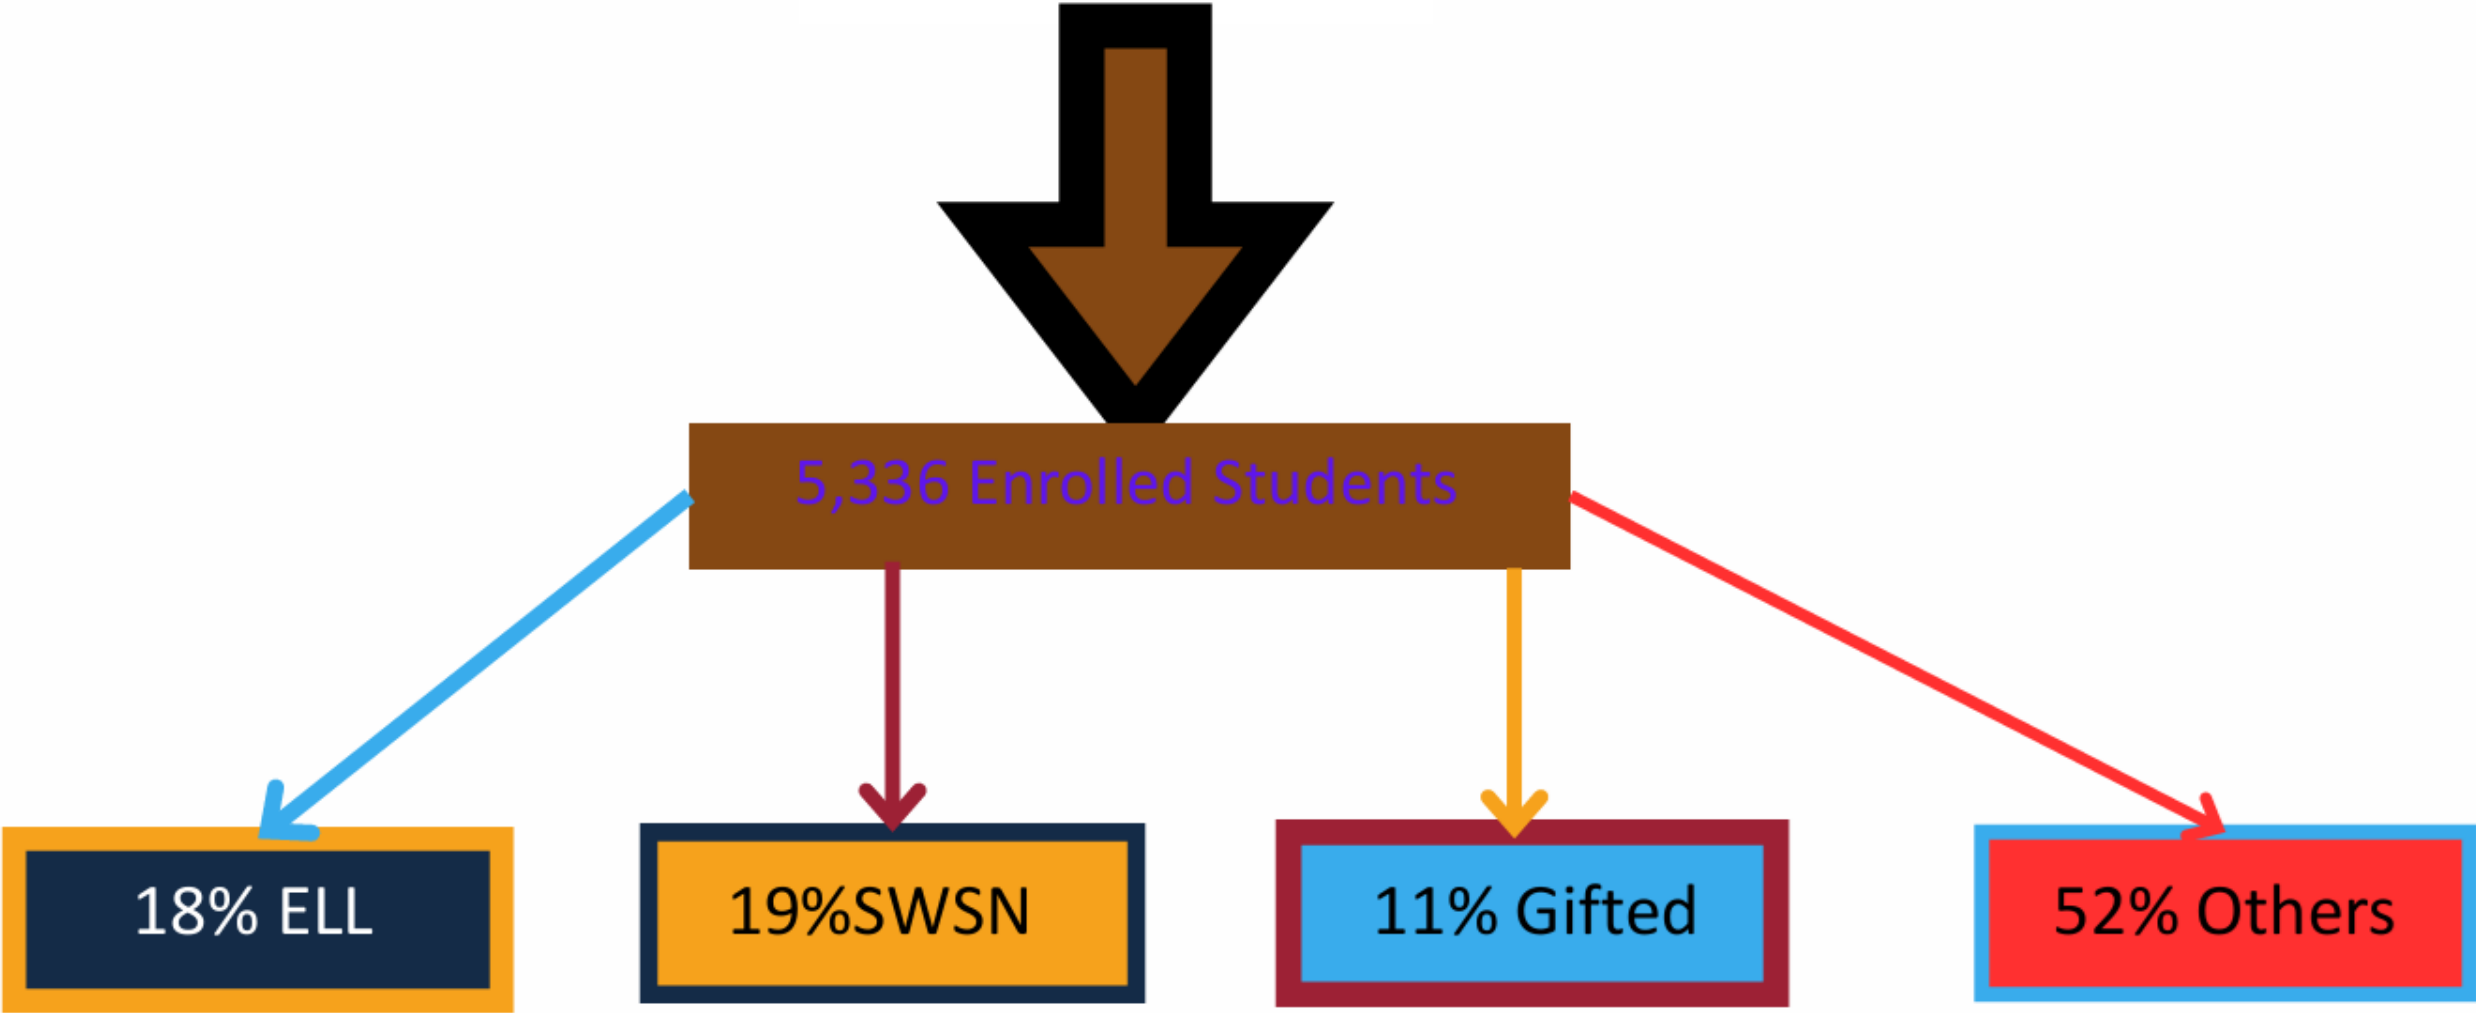 5,336 Enrolled Students
18% ELL
19%SWSN
11% Gifted
52% Others